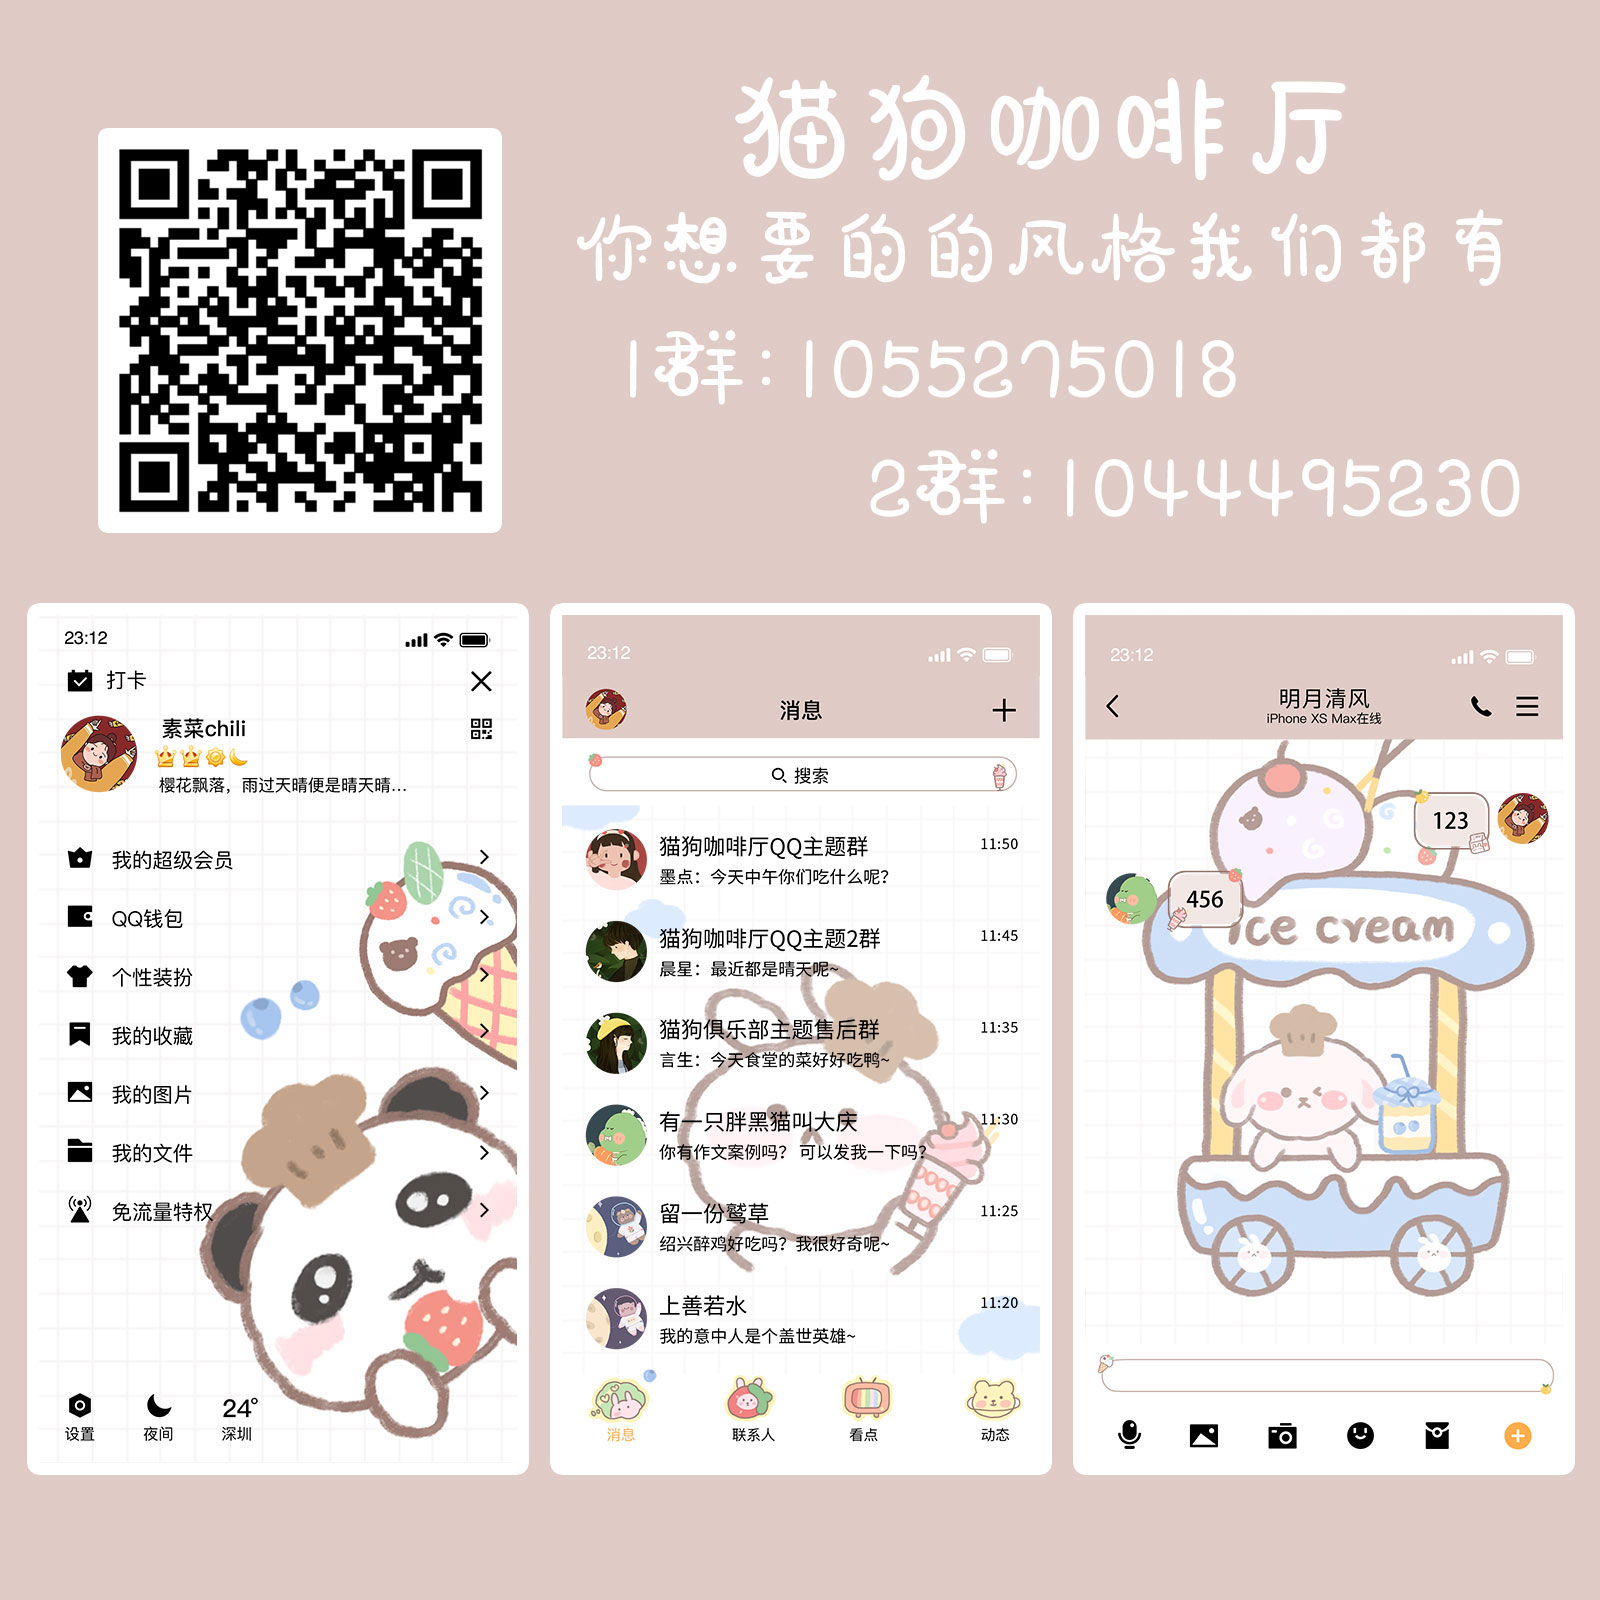 猫狗咖啡厅
你想要的的风格我们都有
1群:1055275018
2群:1044495230
23:12
打卡
素菜chili
樱花飘落，雨过天晴便是晴天晴...
我的超级会员
QQ钱包
个性装扮
我的收藏
我的图片
我的文件
免流量特权
24°
设置 夜间 深圳
23:12
消息
搜索
猫狗咖啡厅QQ主题群 11:50
墨点：今天中午你们吃什么呢?
猫狗咖啡厅QQ主题2群 11:45
晨星：最近都是晴天呢~
猫狗俱乐部主题售后群 11:35
言生：今天食堂的菜好好吃鸭~
有一只胖黑猫叫大庆 11:30
你有作文案例吗？ 可以发我一下吗?
留一份鹫草 11:25
绍兴醉鸡好吃吗？我很好奇呢~
上善若水 11:20
我的意中人是个盖世英雄~
消息 联系人 看点 动态
23:12
明月清风
iPhone XS Max在线
123
456
ice cream